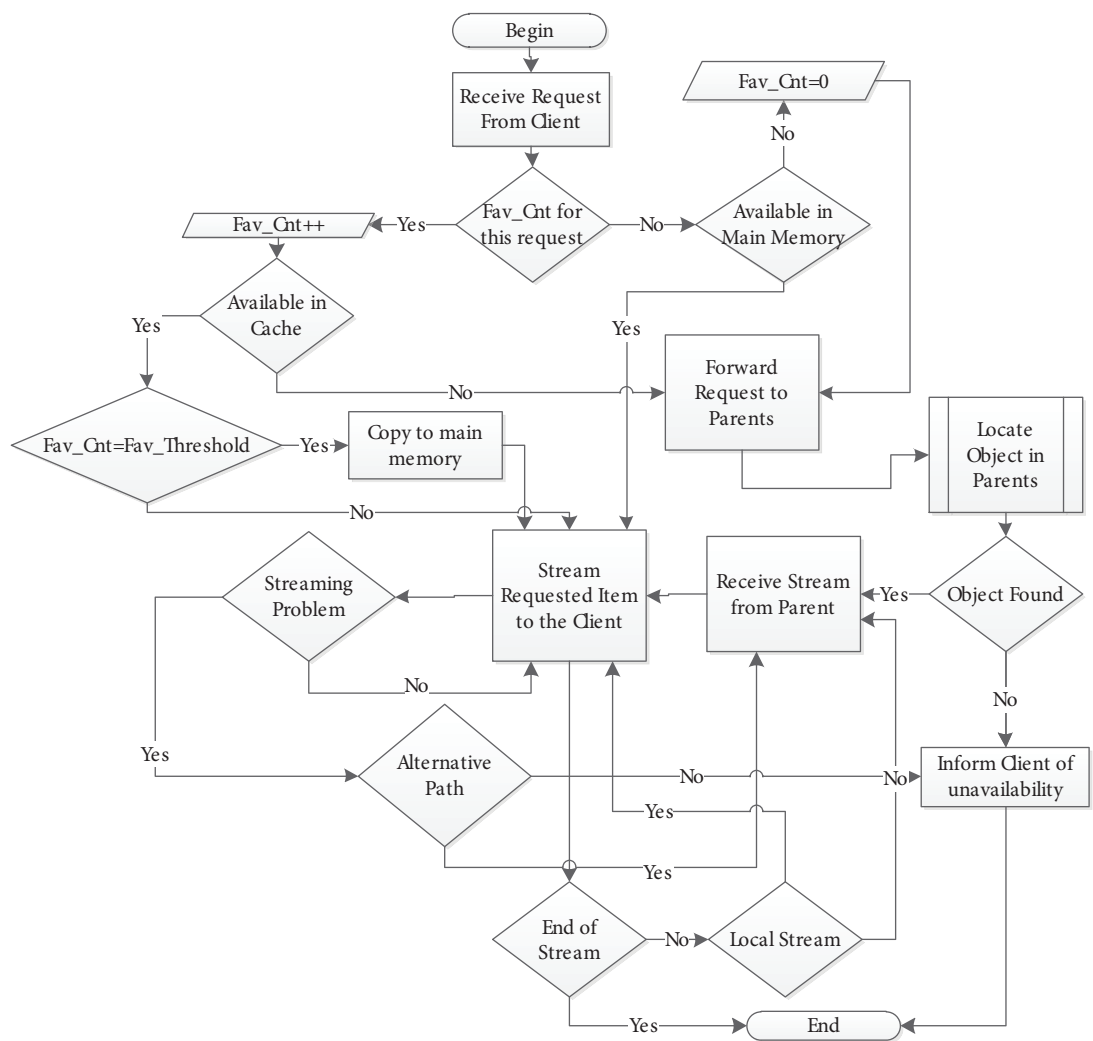 Begin
Receive Request
From Client
Fav_Cnt=0
No
Fav_Cnt for
this request
Yes
No
Available in
Main Memory
Fav_Cnt++
Available in
Cache
Yes
Yes
No
Forward
Request to
Parents
Fav_Cnt=Fav_Threshold
Yes
Copy to main
memory
No
Locate
Object in
Parents
Streaming
Problem
Stream
Requested Item
to the Client
Receive Stream
from Parent
Yes
Object Found
No
No
Yes
Alternative
Path
No
No
Inform Client of
unavailability
Yes
Yes
End of
Stream
No
Local Stream
Yes
End